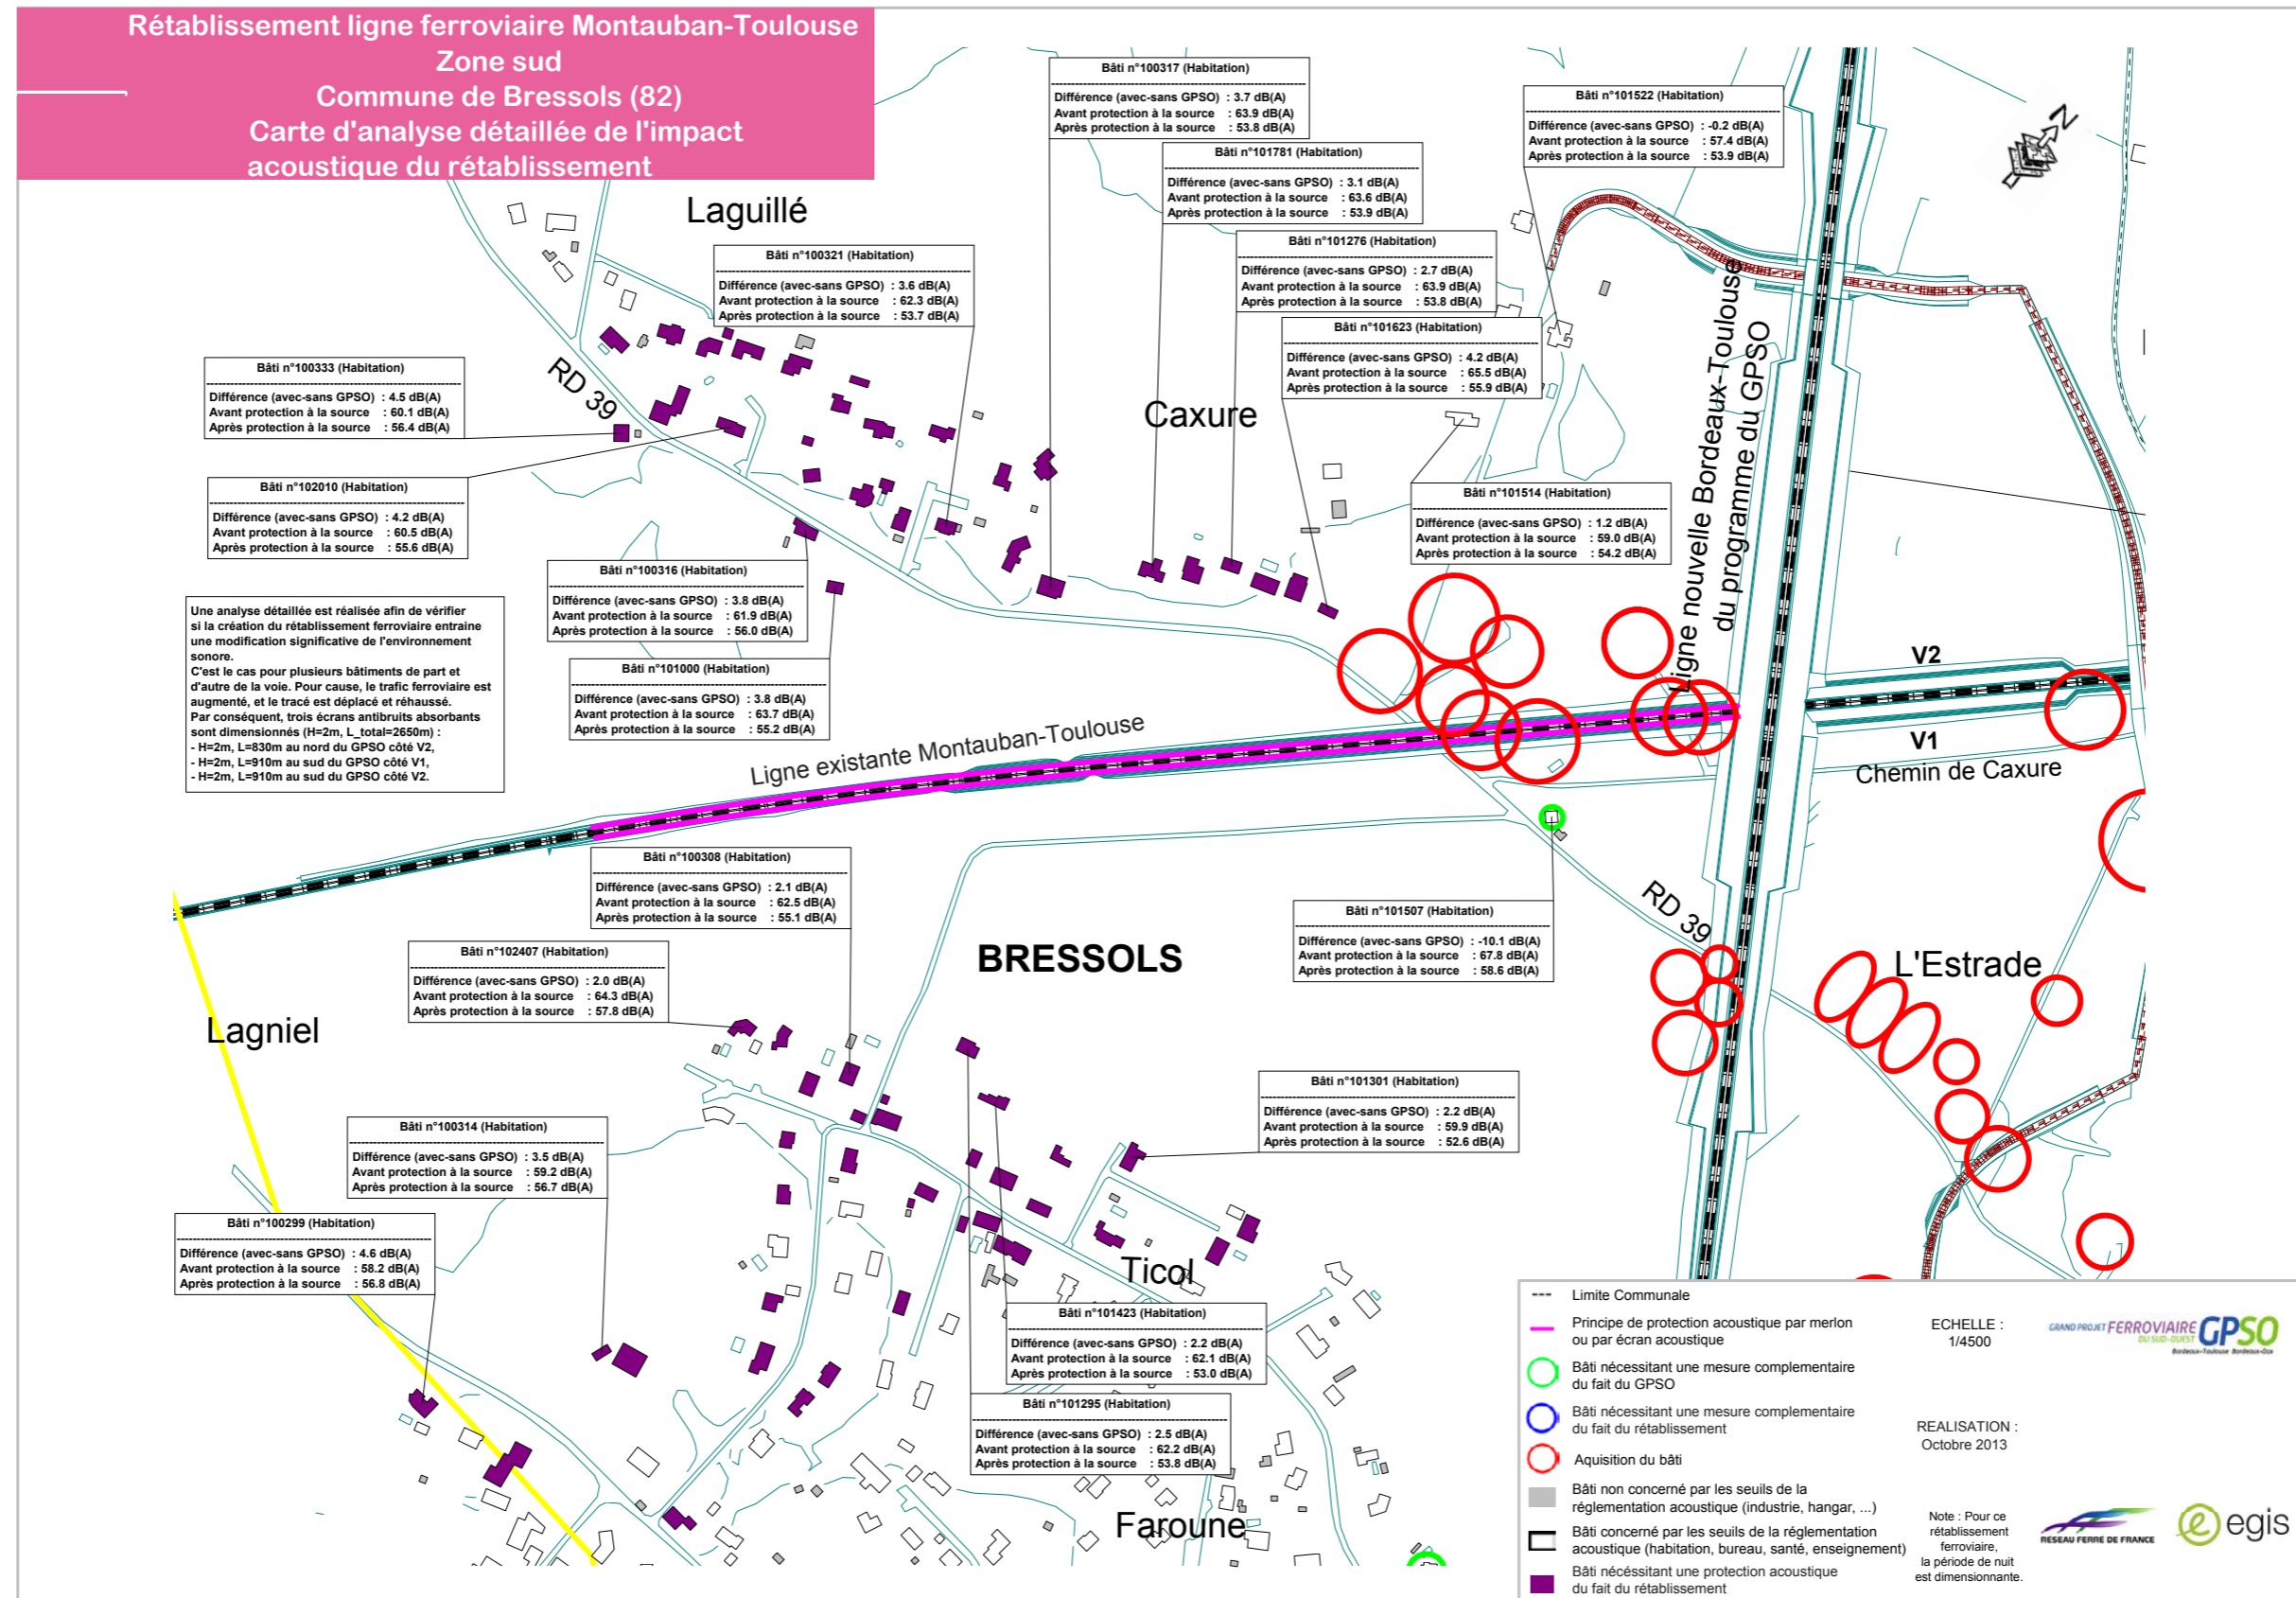 Rétablissement ligne ferroviaire Montauban-Toulouse
Zone sud
Commune de Bressols (82)
Carte d'analyse détaillée de l'impact
acoustique du rétablissement
Bâti n°100317 (Habitation)
Différence (avec-sans GPSO) : 3.7 dB(A)
Avant protection à la source : 63.9 dB(A)
Après protection à la source : 53.8 dB(A)
Bâti n°101522 (Habitation)
Différence (avec-sans GPSO) : -0.2 dB(A)
Avant protection à la source : 57.4 dB(A)
Après protection à la source : 53.9 dB(A)
N
Bâti n°101781 (Habitation)
Différence (avec-sans GPSO) : 3.1 dB(A)
Avant protection à la source : 63.6 dB(A)
Après protection à la source : 53.9 dB(A)
Laguillé
Bâti n°101276 (Habitation)
Différence (avec-sans GPSO) : 2.7 dB(A)
Avant protection à la source : 63.9 dB(A)
Après protection à la source : 53.8 dB(A)
Bâti n°100321 (Habitation)
Différence (avec-sans GPSO) : 3.6 dB(A)
Avant protection à la source : 62.3 dB(A)
Après protection à la source : 53.7 dB(A)
Bâti n°101623 (Habitation)
Différence (avec-sans GPSO) : 4.2 dB(A)
Avant protection à la source : 65.5 dB(A)
Après protection à la source : 55.9 dB(A)
Bâti n°100333 (Habitation)
Différence (avec-sans GPSO) : 4.5 dB(A)
Avant protection à la source : 60.1 dB(A)
Après protection à la source : 56.4 dB(A)
RD 39
Caxure
Ligne nouvelle Bordeaux-Toulouse
du programme du GPSO
Bâti n°102010 (Habitation)
Différence (avec-sans GPSO) : 4.2 dB(A)
Avant protection à la source : 60.5 dB(A)
Après protection à la source : 55.6 dB(A)
Bâti n°101514 (Habitation)
Différence (avec-sans GPSO) : 1.2 dB(A)
Avant protection à la source : 59.0 dB(A)
Après protection à la source : 54.2 dB(A)
Bâti n°100316 (Habitation)
Différence (avec-sans GPSO) : 3.8 dB(A)
Avant protection à la source : 61.9 dB(A)
Après protection à la source : 56.0 dB(A)
Une analyse détaillée est réalisée afin de vérifier
si la création du rétablissement ferroviaire entraine
une modification significative de l'environnement
sonore.
C'est le cas pour plusieurs bâtiments de part et
d'autre de la voie. Pour cause, le trafic ferroviaire est
augmenté, et le tracé est déplacé et réhaussé.
Par conséquent, trois écrans antibruits absorbants
sont dimensionnés (H=2m, L_total=2650m) :
- H=2m, L=830m au nord du GPSO côté V2,
- H=2m, L=910m au sud du GPSO côté V1,
- H=2m, L=910m au sud du GPSO côté V2.
Bâti n°101000 (Habitation)
Différence (avec-sans GPSO) : 3.8 dB(A)
Avant protection à la source : 63.7 dB(A)
Après protection à la source : 55.2 dB(A)
V2
Ligne existante Montauban-Toulouse
V1
Chemin de Caxure
Bâti n°100308 (Habitation)
Différence (avec-sans GPSO) : 2.1 dB(A)
Avant protection à la source : 62.5 dB(A)
Après protection à la source : 55.1 dB(A)
RD 39
Bâti n°101507 (Habitation)
Différence (avec-sans GPSO) : -10.1 dB(A)
Avant protection à la source : 67.8 dB(A)
Après protection à la source : 58.6 dB(A)
Bâti n°102407 (Habitation)
Différence (avec-sans GPSO) : 2.0 dB(A)
Avant protection à la source : 64.3 dB(A)
Après protection à la source : 57.8 dB(A)
BRESSOLS
L'Estrade
Lagniel
Bâti n°101301 (Habitation)
Différence (avec-sans GPSO) : 2.2 dB(A)
Avant protection à la source : 59.9 dB(A)
Après protection à la source : 52.6 dB(A)
Bâti n°100314 (Habitation)
Différence (avec-sans GPSO) : 3.5 dB(A)
Avant protection à la source : 59.2 dB(A)
Après protection à la source : 56.7 dB(A)
Bâti n°100299 (Habitation)
Différence (avec-sans GPSO) : 4.6 dB(A)
Avant protection à la source : 58.2 dB(A)
Après protection à la source : 56.8 dB(A)
Ticol
Bâti n°101423 (Habitation)
Différence (avec-sans GPSO) : 2.2 dB(A)
Avant protection à la source : 62.1 dB(A)
Après protection à la source : 53.0 dB(A)
Bâti n°101295 (Habitation)
Différence (avec-sans GPSO) : 2.5 dB(A)
Avant protection à la source : 62.2 dB(A)
Après protection à la source : 53.8 dB(A)
Faroune
Limite Communale
Principe de protection acoustique par merlon
ou par écran acoustique
Bâti nécessitant une mesure complementaire
du fait du GPSO
Bâti nécessitant une mesure complementaire
du fait du rétablissement
Aquisition du bâti
Bâti non concerné par les seuils de la
réglementation acoustique (industrie, hangar, ...)
Bâti concerné par les seuils de la réglementation
acoustique (habitation, bureau, santé, enseignement)
Bâti nécéssitant une protection acoustique
du fait du rétablissement
ECHELLE :
1/4500
GRAND PROJET FERROVIAIRE
DU SUD-OUEST
GPSO
Bordeaux-Toulouse Bordeaux-Dax
REALISATION :
Octobre 2013
Note : Pour ce
rétablissement
ferroviaire,
la période de nuit
est dimensionnante.
RESEAU FERRE DE FRANCE
egis